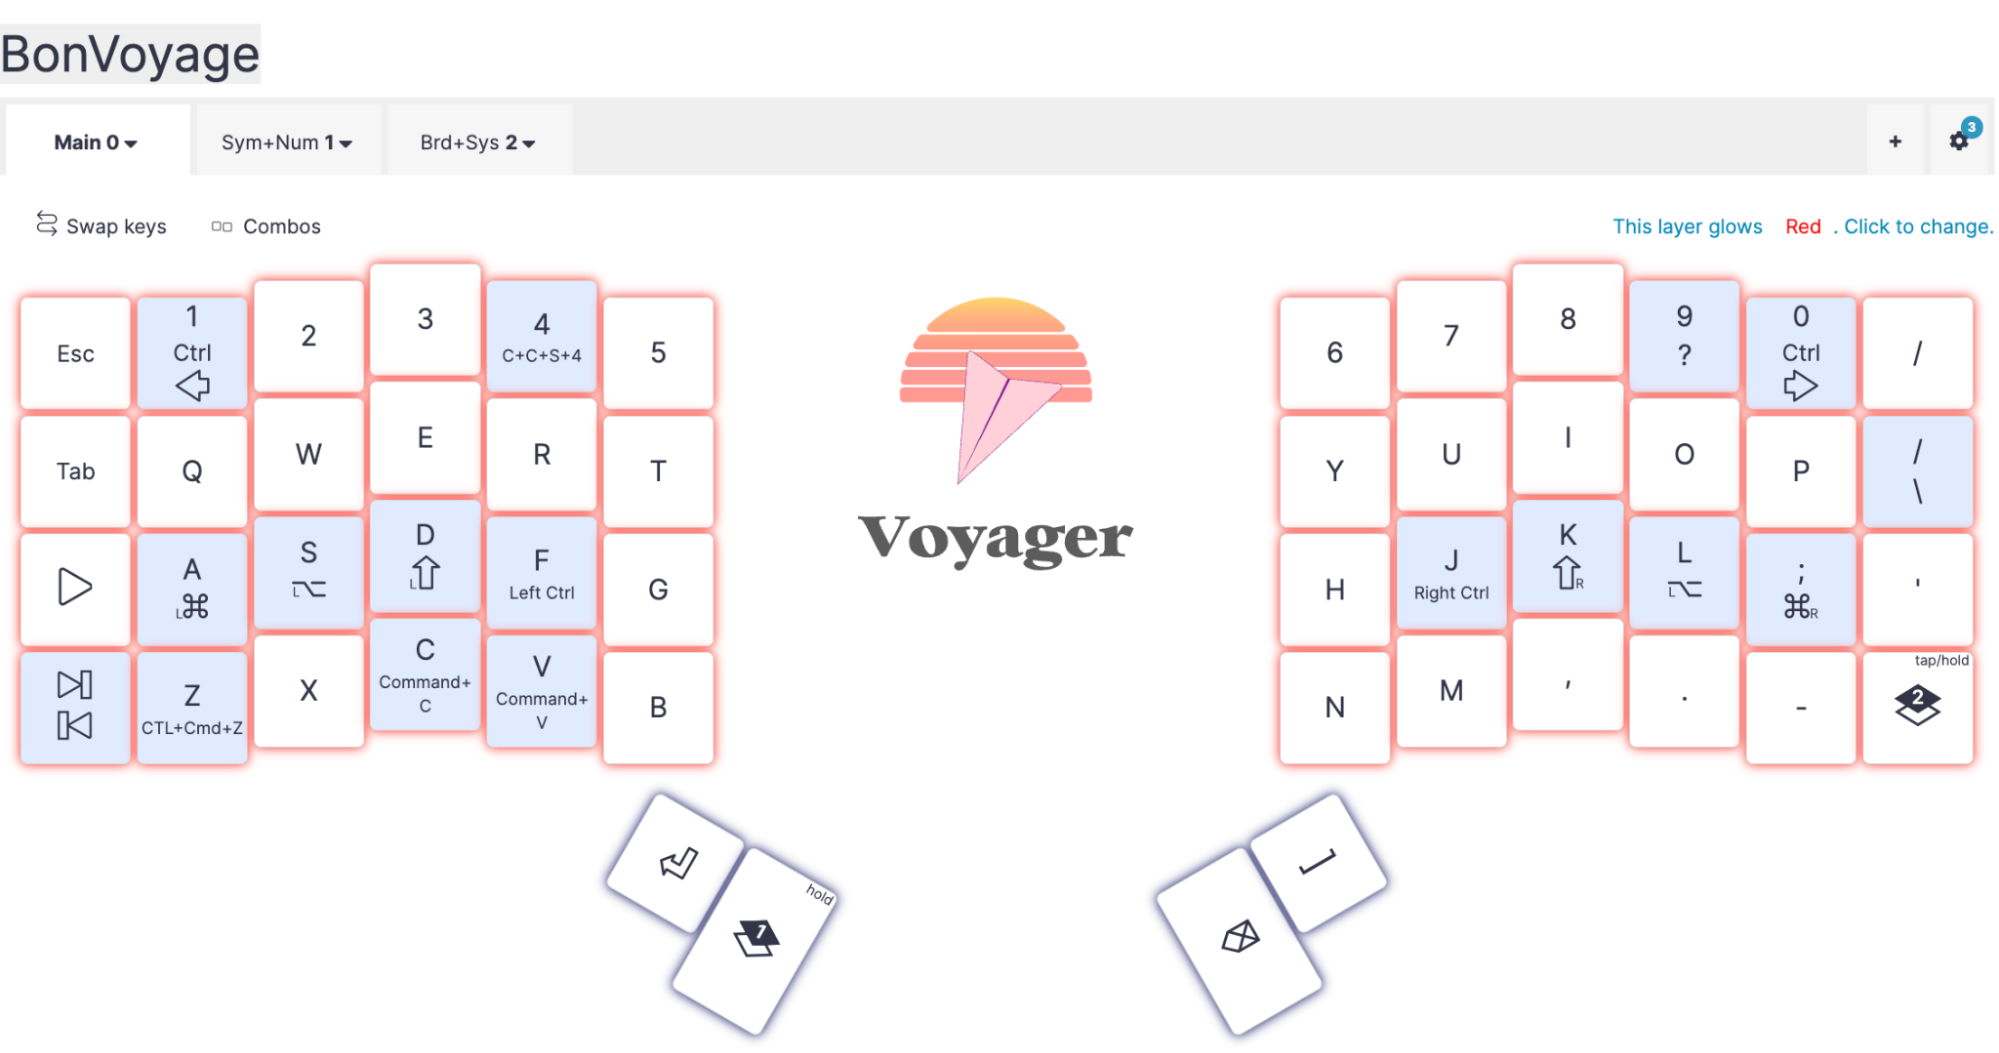 BonVoyage
Main 0
Sym+Num 1
Brd+Sys 2
+
3
Swap keys
Combos
This layer glows Red . Click to change.
Esc
1
Ctrl
2
3
4
C+C+S+4
5
6
7
8
9
?
0
Ctrl
/
Tab
Q
W
E
R
T
Y
U
I
O
P
/
\
A
L
S
L
D
L
F
Left Ctrl
G
H
J
Right Ctrl
K
R
L
L
;
R
'
Z
CTL+Cmd+Z
X
C
Command+
C
V
Command+
V
B
N
M
,
.
-
tap/hold
2
hold
1
Voyager